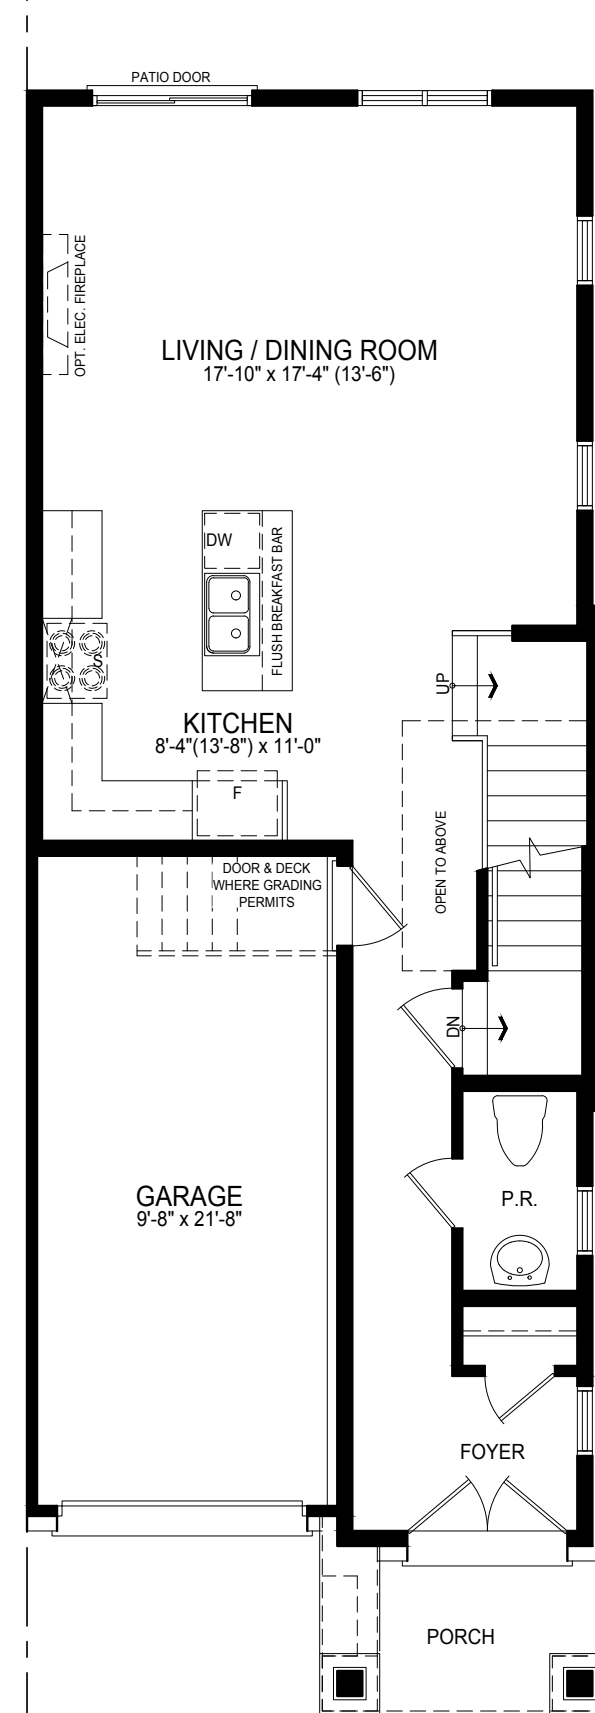 PATIO DOOR
OPT. ELEC. FIREPLACE
LIVING / DINING ROOM
17'-10" x 17'-4" (13'-6")
DW
FLUSH BREAKFAST BAR
S
UP
KITCHEN
8'-4"(13'-8") x 11'-0"
F
OPEN TO ABOVE
DOOR & DECK
WHERE GRADING
PERMITS
DN
GARAGE
9'-8" x 21'-8"
P.R.
FOYER
PORCH